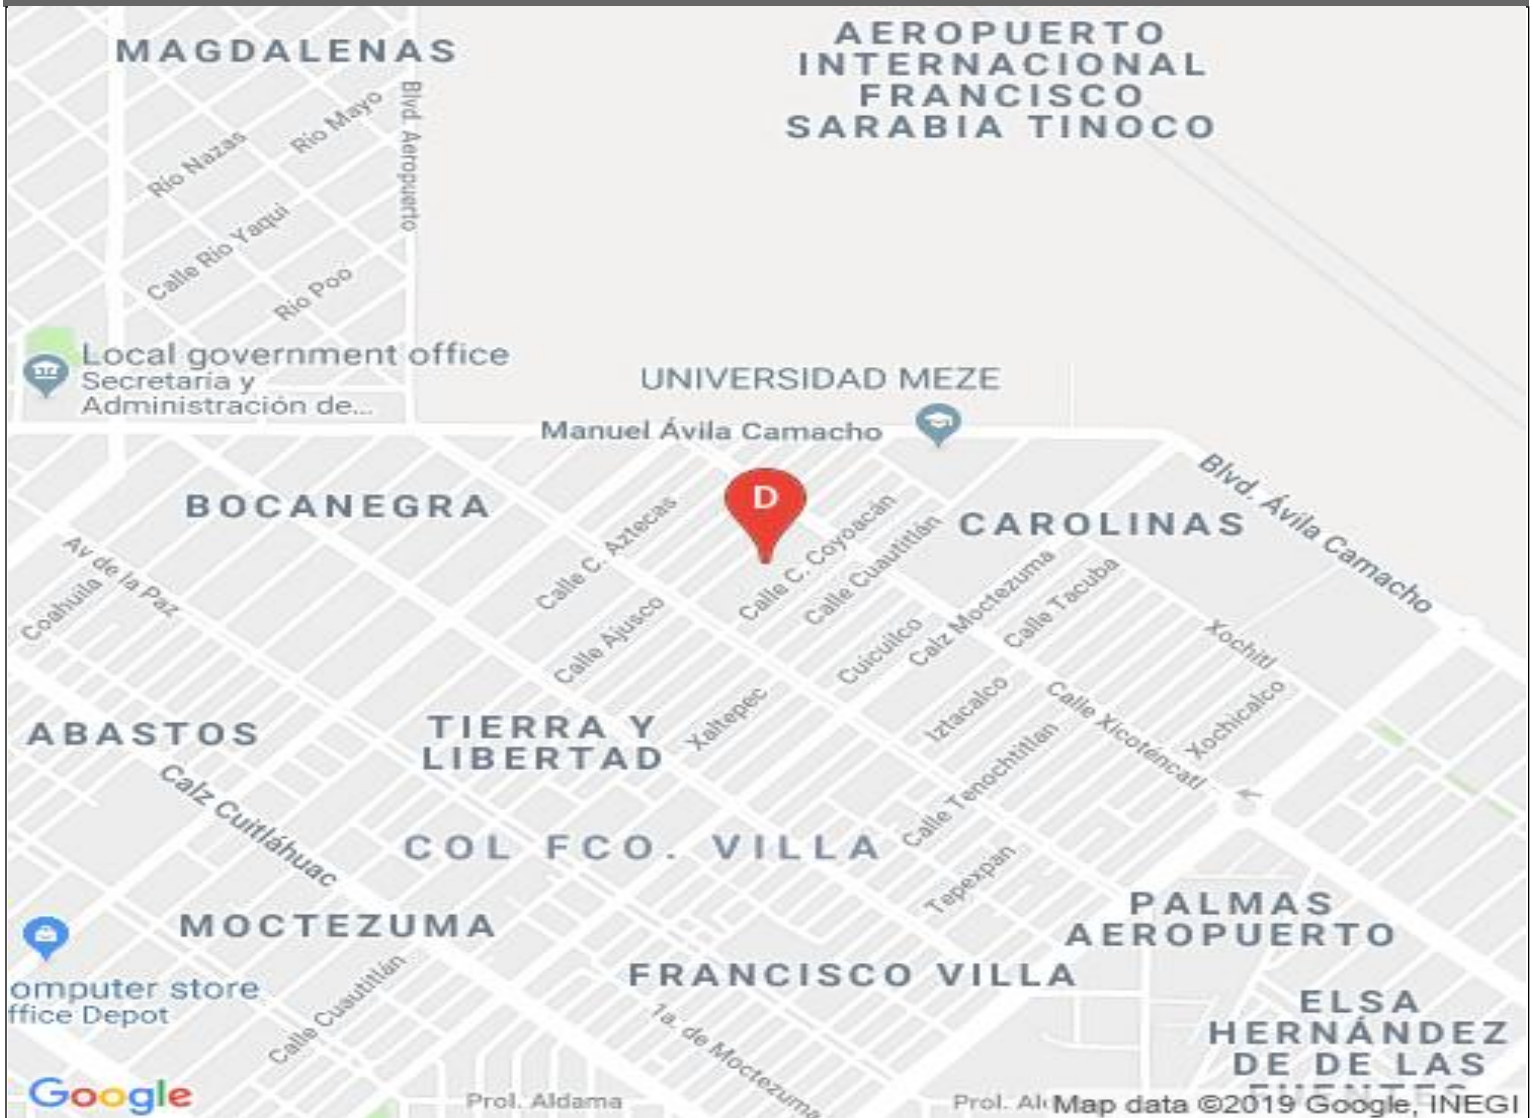 MAGDALENAS
AEROPUERTO
INTERNACIONAL
FRANCISCO
SARABIA TINOCO
Blvd. Aeropuerto
Río Mayo
Río Nazas
Calle Río Yaqui
Río Poo
Local government office
Secretaría y
Administración de...
UNIVERSIDAD MEZE
Manuel Ávila Camacho
Blvd. Ávila Camacho
D
BOCANEGRA
CAROLINAS
Calle C. Aztecas
Calle C. Coyoacán
Calle Cuautitlán
Av de la Paz
Coahuila
Calle Ajusco
Cuicuilco
Calz Moctezuma
Calle Tacuba
Xochitl
ABASTOS
TIERRA Y
LIBERTAD
Xaltepec
Iztacalco
Calle Xicoténcatl
Xochicalco
Calle Tenochtitlan
Calz Cuitláhuac
COL FCO. VILLA
Tepexpan
MOCTEZUMA
PALMAS
AEROPUERTO
FRANCISCO VILLA
omputer store
ffice Depot
Calle Cuautitlán
1a. de Moctezuma
ELSA
HERNÁNDEZ
DE DE LAS
FUENTES
Google
Prol. Aldama
Prol. Al
Map data ©2019 Google, INEGI